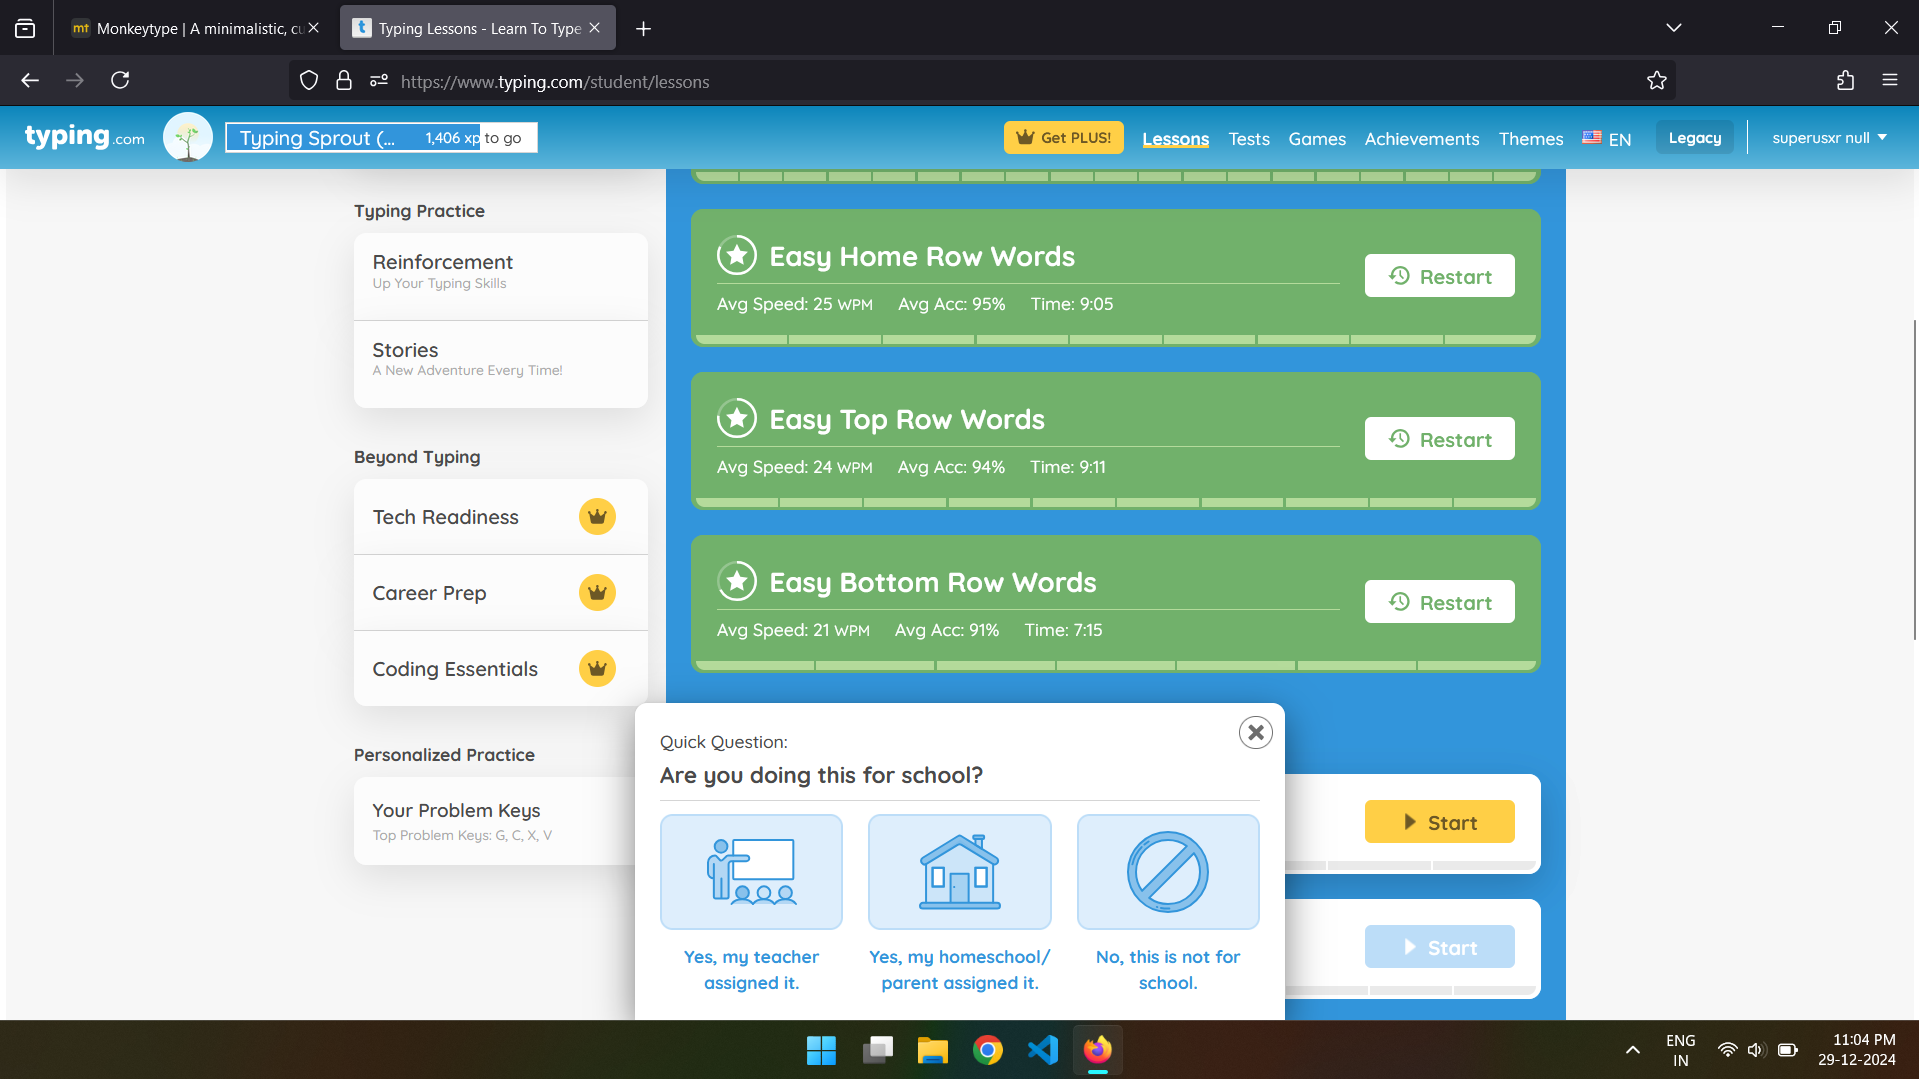 mt Monkeytype | A minimalistic, cu
t Typing Lessons - Learn To Type
https://www.typing.com/student/lessons
typing.com
Typing Sprout (... 1,406 xp to go
Get PLUS!
Lessons
Tests
Games
Achievements
Themes
EN
Legacy
superusxr null
Typing Practice
Reinforcement
Up Your Typing Skills
Stories
A New Adventure Every Time!
Beyond Typing
Tech Readiness
Career Prep
Coding Essentials
Personalized Practice
Your Problem Keys
Top Problem Keys: G, C, X, V
Easy Home Row Words
Avg Speed: 25 WPM Avg Acc: 95% Time: 9:05
Restart
Easy Top Row Words
Avg Speed: 24 WPM Avg Acc: 94% Time: 9:11
Restart
Easy Bottom Row Words
Avg Speed: 21 WPM Avg Acc: 91% Time: 7:15
Restart
Start
Start
Quick Question:
Are you doing this for school?
Yes, my teacher
assigned it.
Yes, my homeschool/
parent assigned it.
No, this is not for
school.
ENG
IN
11:04 PM
29-12-2024